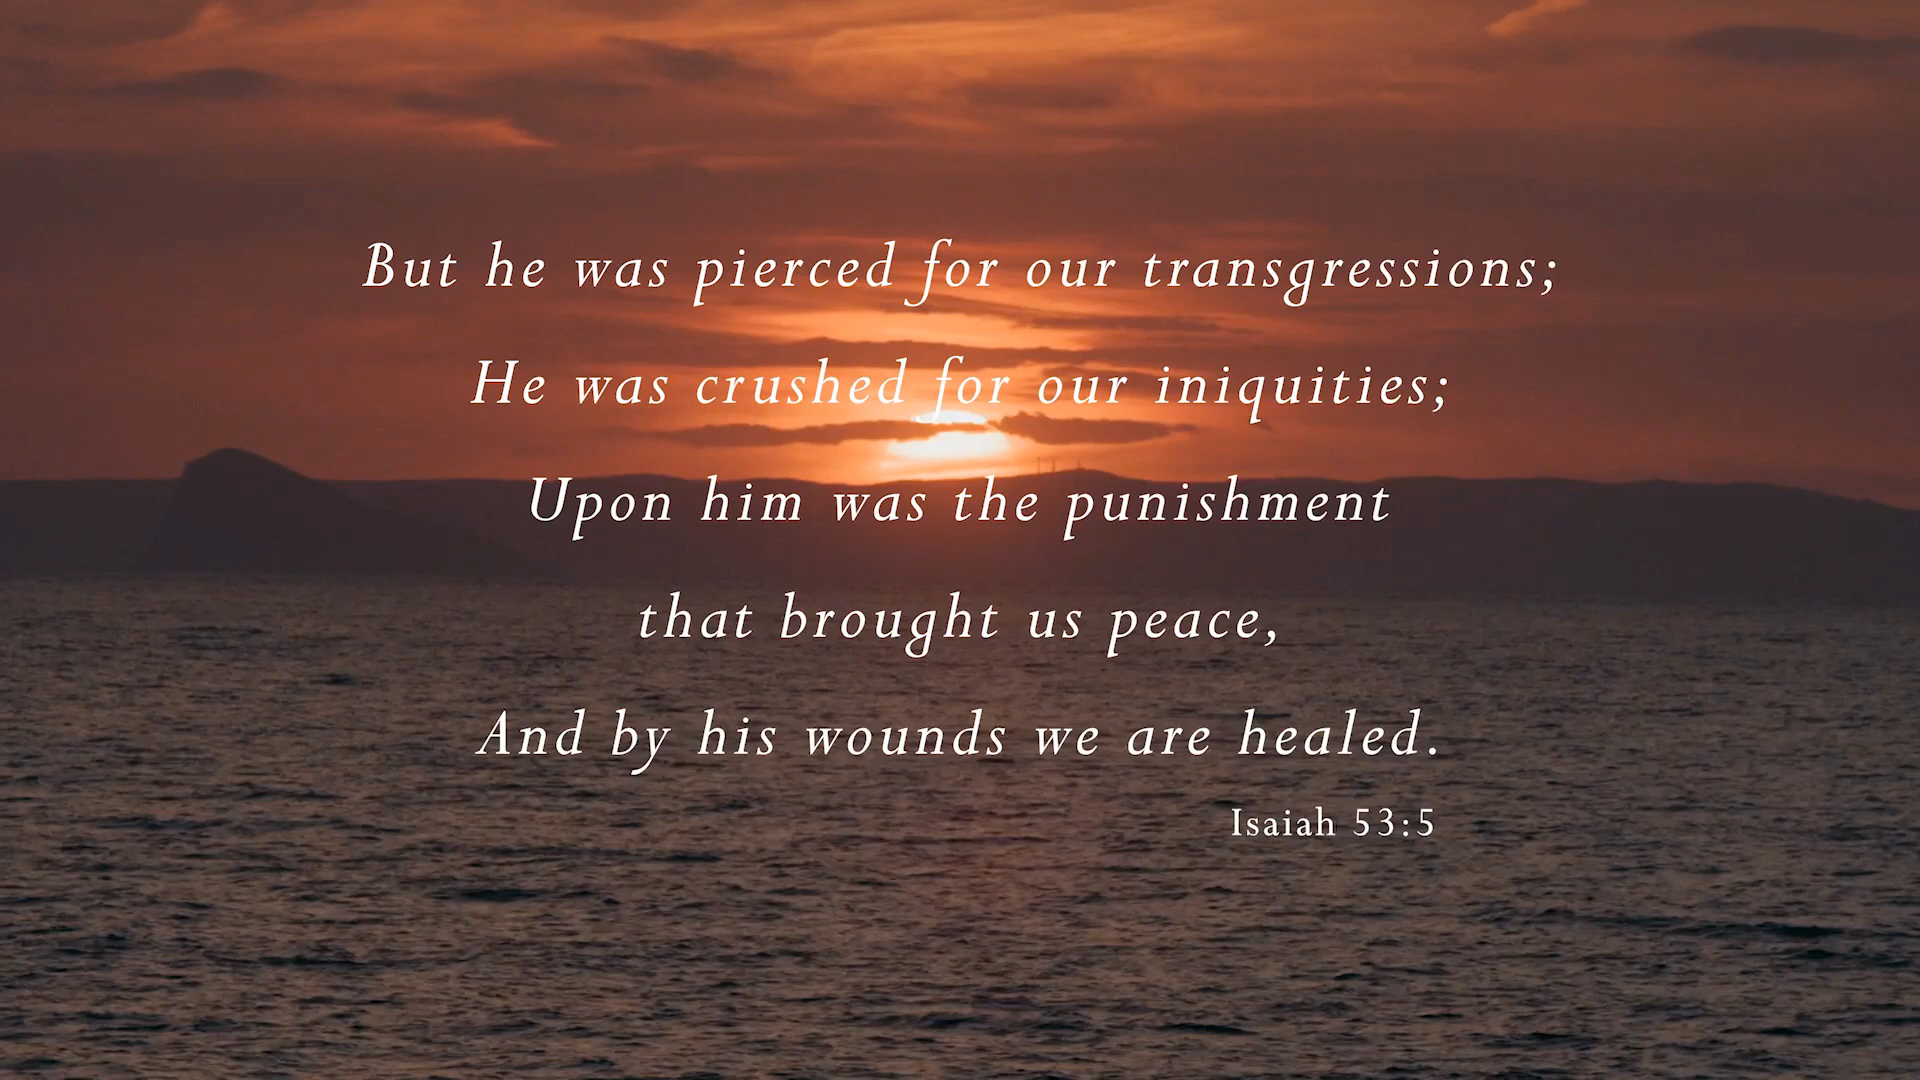 But he was pierced for our transgressions;
He was crushed for our iniquities;
Upon him was the punishment
that brought us peace,
And by his wounds we are healed.
Isaiah 53:5